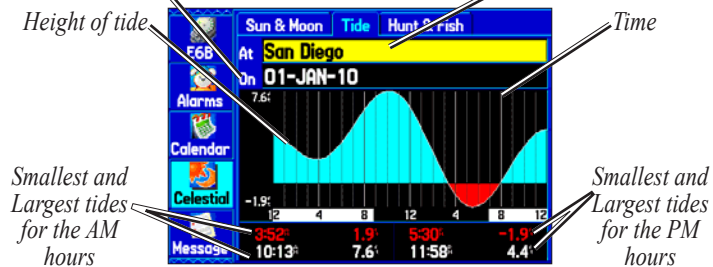 Height of tide
Time
Sun & Moon Tide Hunt & Fish
E6B
At San Diego
On 01-JAN-10
Alarms
7.6
Calendar
Celestial
-1.9
12 4 8 12 4 8 12
Message
3:52 1.9 5:30 -1.9
10:13 7.6 11:58 4.4
Smallest and
Largest tides
for the AM
hours
Smallest and
Largest tides
for the PM
hours